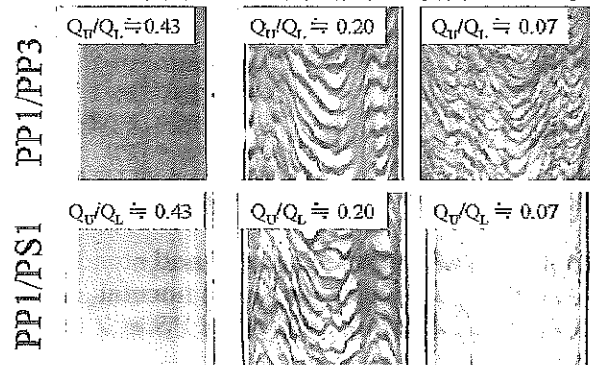 PP1/PP3
Q_U/Q_L ≒ 0.43
Q_U/Q_L ≒ 0.20
Q_U/Q_L ≒ 0.07
PP1/PS1
Q_U/Q_L ≒ 0.43
Q_U/Q_L ≒ 0.20
Q_U/Q_L ≒ 0.07